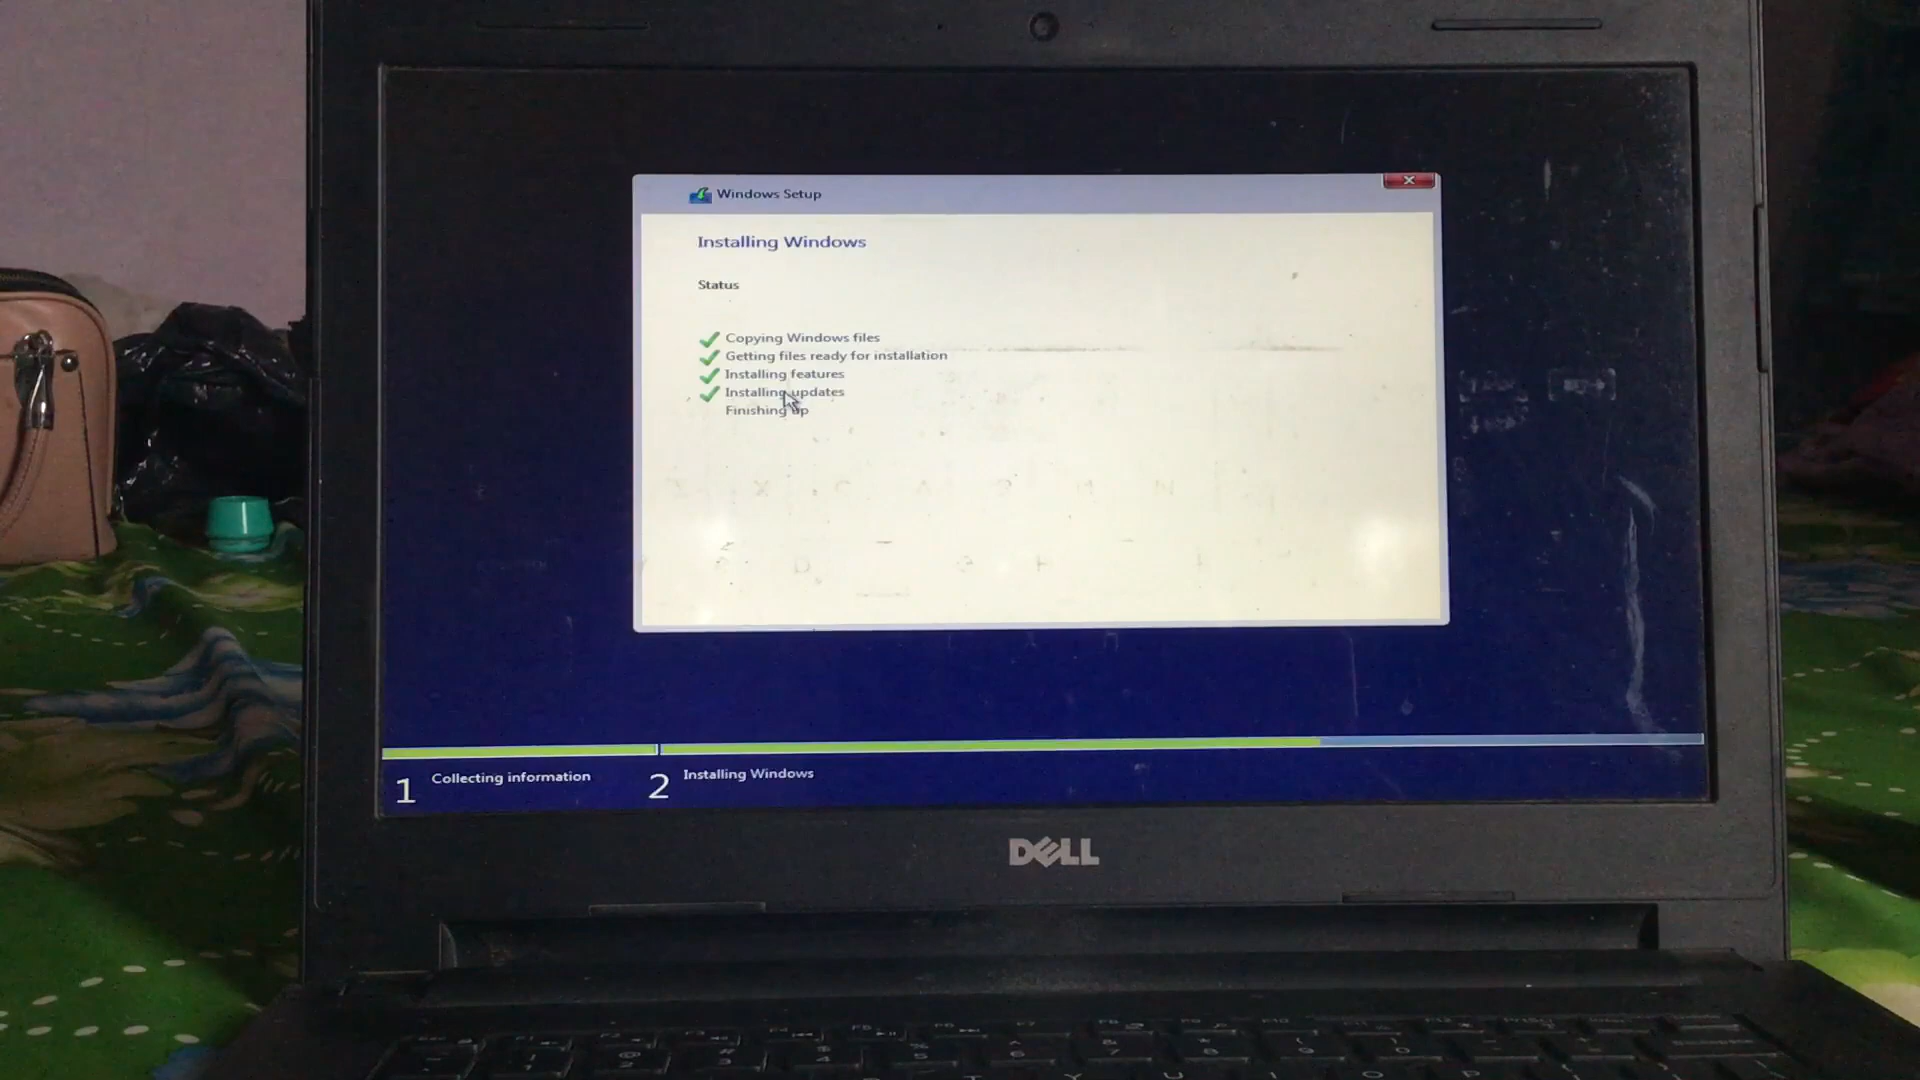 Windows Setup
Installing Windows
Status
Copying Windows files
Getting files ready for installation
Installing features
Installing updates
Finishing up
1 Collecting information
2 Installing Windows
DELL